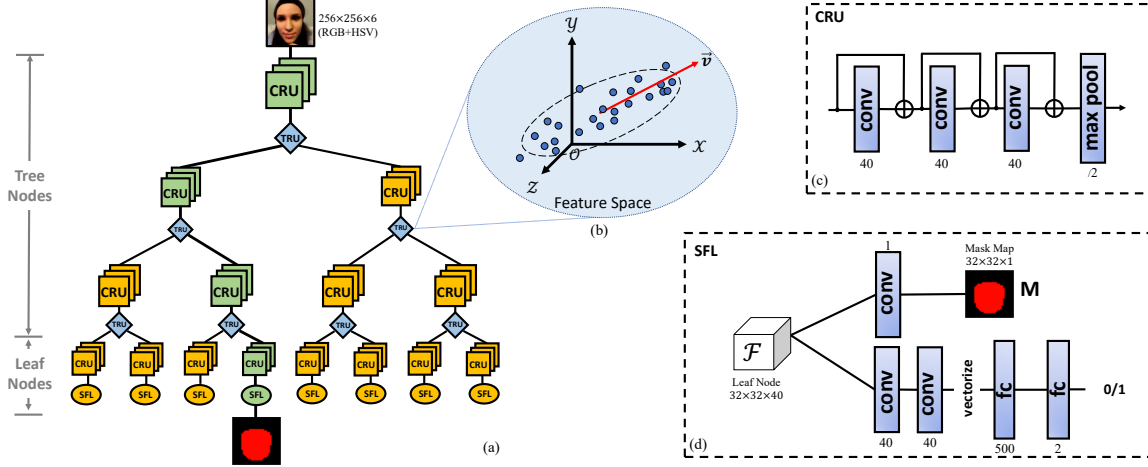 256×256×6
(RGB+HSV)
CRU
TRU
CRU
CRU
TRU
TRU
CRU
CRU
CRU
CRU
TRU
TRU
TRU
TRU
CRU
CRU
CRU
CRU
CRU
CRU
CRU
CRU
SFL
SFL
SFL
SFL
SFL
SFL
SFL
SFL
Tree
Nodes
Leaf
Nodes
(a)
y
v
O
x
z
Feature Space
(b)
CRU
conv
conv
conv
max pool
40
40
40
/2
(c)
SFL
1
conv
Mask Map
32×32×1
M
F
Leaf Node
32×32×40
conv
conv
vectorize
fc
fc
0/1
40
40
500
2
(d)